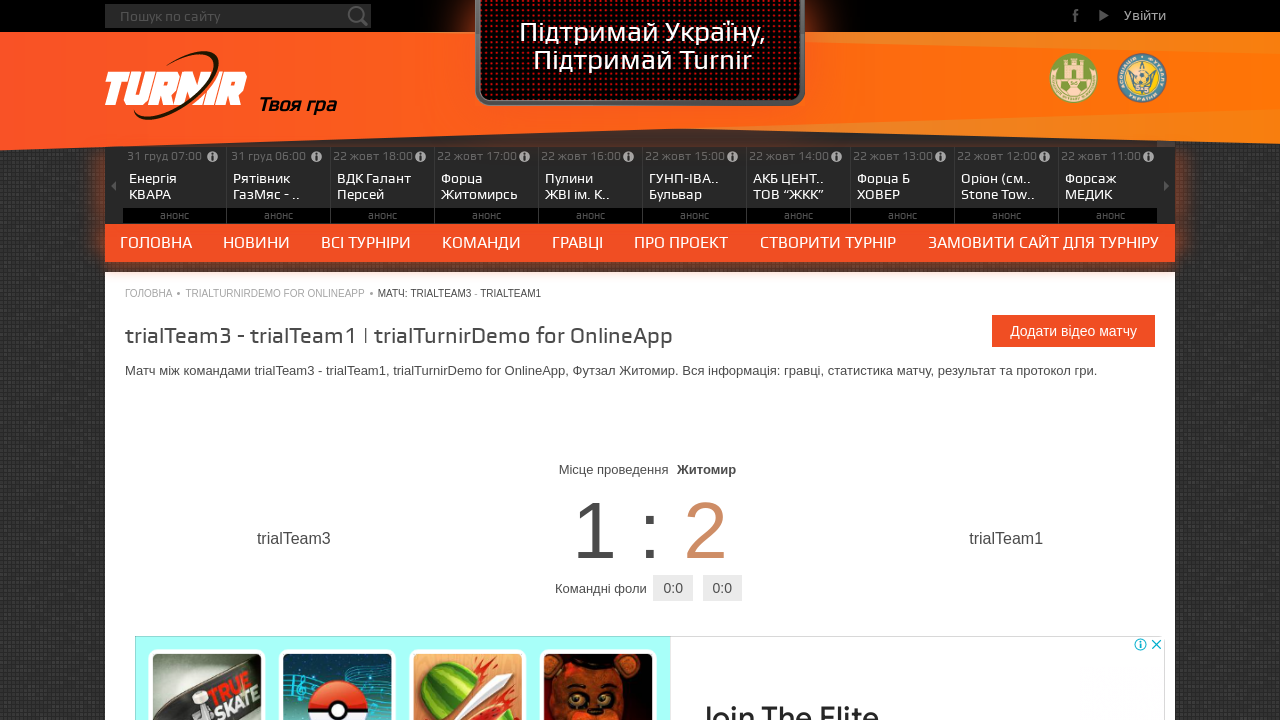 Пошук по сайту
Увійти
Підтримай Україну,
Підтримай Turnir
TURNIR
Твоя гра
31 груд 07:00
Енергія
КВАРА
анонс
31 груд 06:00
Рятівник
ГазМяс - ..
анонс
22 жовт 18:00
ВДК Галант
Персей
анонс
22 жовт 17:00
Форца
Житомирсь
анонс
22 жовт 16:00
Пулини
ЖВІ ім. К..
анонс
22 жовт 15:00
ГУНП-ІВА..
Бульвар
анонс
22 жовт 14:00
АКБ ЦЕНТ..
ТОВ “ЖКК”
анонс
22 жовт 13:00
Форца Б
ХОВЕР
анонс
22 жовт 12:00
Оріон (см..
Stone Tow..
анонс
22 жовт 11:00
Форсаж
МЕДИК
анонс
ГОЛОВНА НОВИНИ ВСІ ТУРНІРИ КОМАНДИ ГРАВЦІ ПРО ПРОЕКТ СТВОРИТИ ТУРНІР ЗАМОВИТИ САЙТ ДЛЯ ТУРНІРУ
ГОЛОВНА • TRIALTURNIRDEMO FOR ONLINEAPP • МАТЧ: TRIALTEAM3 - TRIALTEAM1
trialTeam3 - trialTeam1 | trialTurnirDemo for OnlineApp
Додати відео матчу
Матч між командами trialTeam3 - trialTeam1, trialTurnirDemo for OnlineApp, Футзал Житомир. Вся інформація: гравці, статистика матчу, результат та протокол гри.
Місце проведення Житомир
trialTeam3
1 : 2
trialTeam1
Командні фоли 0:0 0:0
TRUE
SKATE
Join The Elite